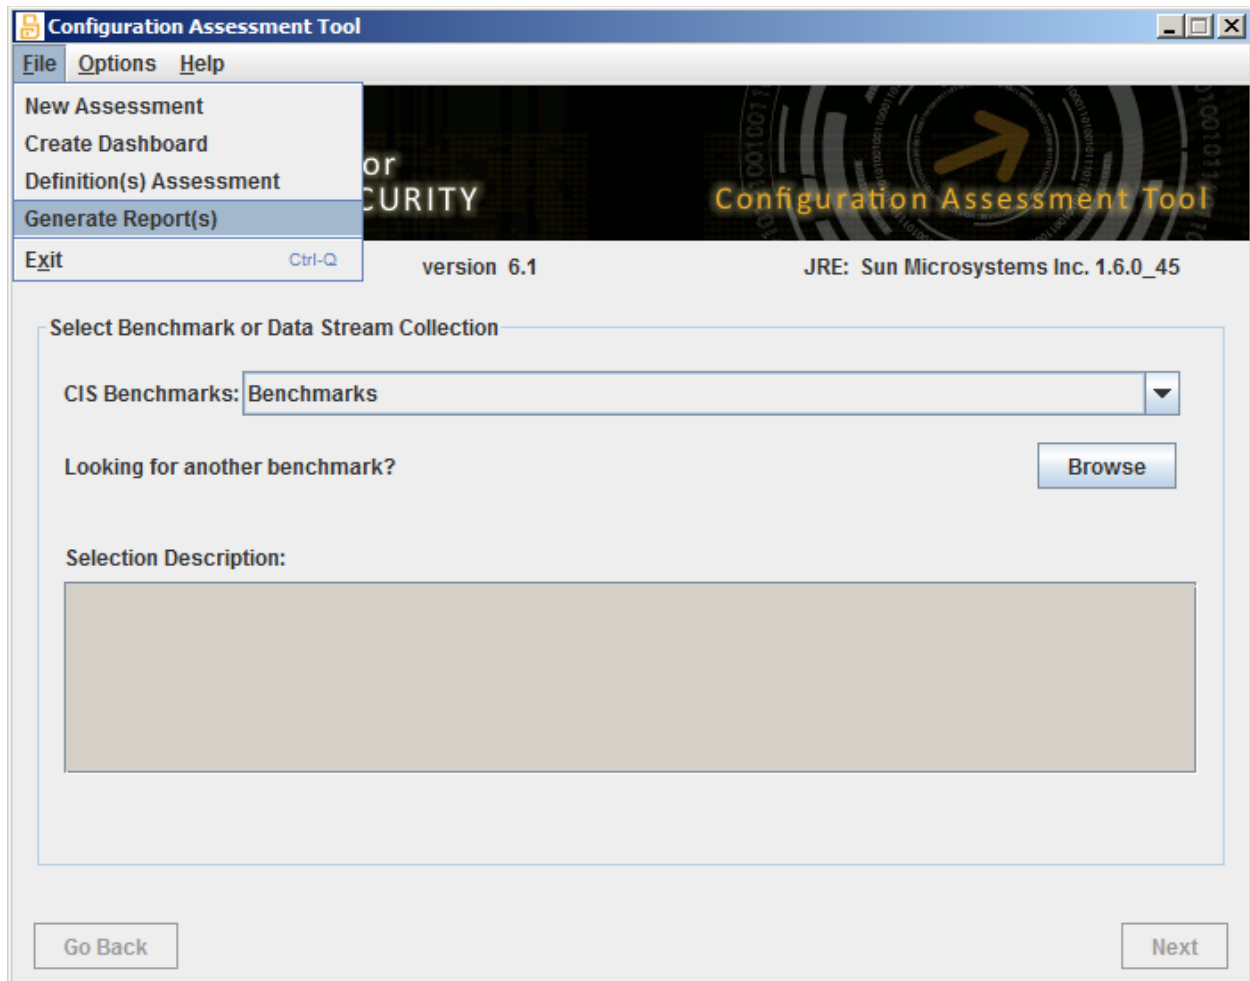 Configuration Assessment Tool
File Options Help
New Assessment
Create Dashboard
Definition(s) Assessment
Generate Report(s)
Exit Ctrl-Q
or
CURITY
Configuration Assessment Tool
version 6.1
JRE: Sun Microsystems Inc. 1.6.0_45
Select Benchmark or Data Stream Collection
CIS Benchmarks: Benchmarks
Looking for another benchmark?
Browse
Selection Description:
Go Back
Next